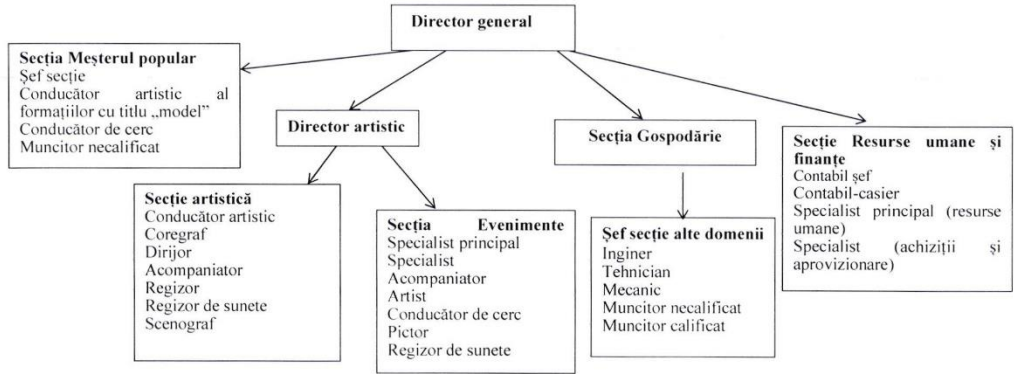 Director general
Secția Meșterul popular
Șef secție
Conducător artistic al
formațiilor cu titlu „model”
Conducător de cerc
Muncitor necalificat
Director artistic
Secția Gospodărie
Secție Resurse umane și
finanțe
Contabil șef
Contabil-casier
Specialist principal (resurse
umane)
Specialist (achiziții și
aprovizionare)
Secție artistică
Conducător artistic
Coregraf
Dirijor
Acompaniator
Regizor
Regizor de sunete
Scenograf
Secția Evenimente
Specialist principal
Specialist
Acompaniator
Artist
Conducător de cerc
Pictor
Regizor de sunete
Șef secție alte domenii
Inginer
Tehnician
Mecanic
Muncitor necalificat
Muncitor calificat